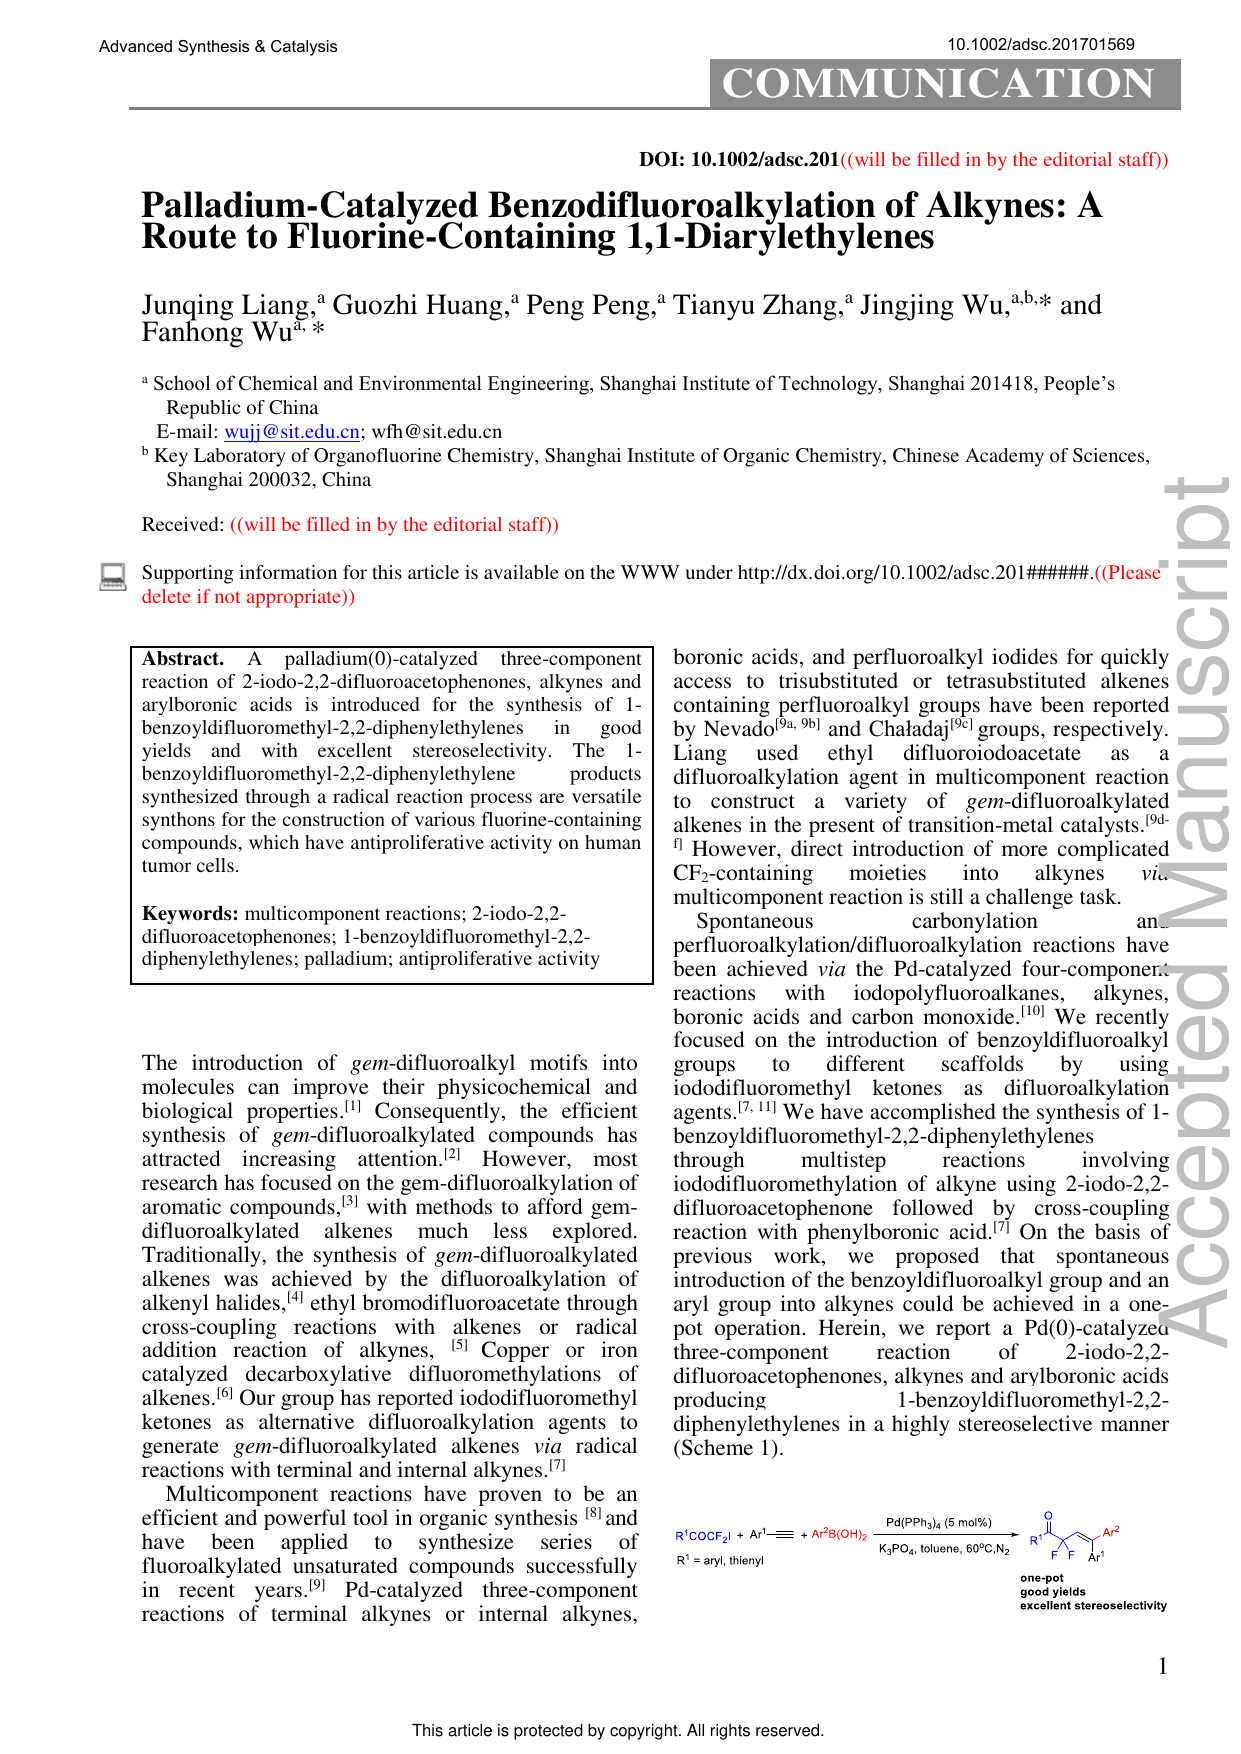 Advanced Synthesis & Catalysis
10.1002/adsc.201701569
COMMUNICATION
DOI: 10.1002/adsc.201((will be filled in by the editorial staff))
Palladium-Catalyzed Benzodifluoroalkylation of Alkynes: A
Route to Fluorine-Containing 1,1-Diarylethylenes
Junqing Liang,a Guozhi Huang,a Peng Peng,a Tianyu Zhang,a Jingjing Wu,a,b,* and
Fanhong Wua, *
a School of Chemical and Environmental Engineering, Shanghai Institute of Technology, Shanghai 201418, People's
Republic of China
E-mail: wujj@sit.edu.cn; wfh@sit.edu.cn
b Key Laboratory of Organofluorine Chemistry, Shanghai Institute of Organic Chemistry, Chinese Academy of Sciences,
Shanghai 200032, China
Received: ((will be filled in by the editorial staff))
Supporting information for this article is available on the WWW under http://dx.doi.org/10.1002/adsc.201######.((Please
delete if not appropriate))
Abstract. A palladium(0)-catalyzed three-component
reaction of 2-iodo-2,2-difluoroacetophenones, alkynes and
arylboronic acids is introduced for the synthesis of 1-
benzoyldifluoromethyl-2,2-diphenylethylenes in good
yields and with excellent stereoselectivity. The 1-
benzoyldifluoromethyl-2,2-diphenylethylene products
synthesized through a radical reaction process are versatile
synthons for the construction of various fluorine-containing
compounds, which have antiproliferative activity on human
tumor cells.
Keywords: multicomponent reactions; 2-iodo-2,2-
difluoroacetophenones; 1-benzoyldifluoromethyl-2,2-
diphenylethylenes; palladium; antiproliferative activity
The introduction of gem-difluoroalkyl motifs into
molecules can improve their physicochemical and
biological properties.[1] Consequently, the efficient
synthesis of gem-difluoroalkylated compounds has
attracted increasing attention.[2] However, most
research has focused on the gem-difluoroalkylation of
aromatic compounds,[3] with methods to afford gem-
difluoroalkylated alkenes much less explored.
Traditionally, the synthesis of gem-difluoroalkylated
alkenes was achieved by the difluoroalkylation of
alkenyl halides,[4] ethyl bromodifluoroacetate through
cross-coupling reactions with alkenes or radical
addition reaction of alkynes, [5] Copper or iron
catalyzed decarboxylative difluoromethylations of
alkenes.[6] Our group has reported iododifluoromethyl
ketones as alternative difluoroalkylation agents to
generate gem-difluoroalkylated alkenes via radical
reactions with terminal and internal alkynes.[7]
Multicomponent reactions have proven to be an
efficient and powerful tool in organic synthesis [8] and
have been applied to synthesize series of
fluoroalkylated unsaturated compounds successfully
in recent years.[9] Pd-catalyzed three-component
reactions of terminal alkynes or internal alkynes,
boronic acids, and perfluoroalkyl iodides for quickly
access to trisubstituted or tetrasubstituted alkenes
containing perfluoroalkyl groups have been reported
by Nevado[9a, 9b] and Chaładaj[9c] groups, respectively.
Liang used ethyl difluoroiodoacetate as a
difluoroalkylation agent in multicomponent reaction
to construct a variety of gem-difluoroalkylated
alkenes in the present of transition-metal catalysts.[9d-
f] However, direct introduction of more complicated
CF2-containing moieties into alkynes via
multicomponent reaction is still a challenge task.
Spontaneous carbonylation and
perfluoroalkylation/difluoroalkylation reactions have
been achieved via the Pd-catalyzed four-component
reactions with iodopolyfluoroalkanes, alkynes,
boronic acids and carbon monoxide.[10] We recently
focused on the introduction of benzoyldifluoroalkyl
groups to different scaffolds by using
iododifluoromethyl ketones as difluoroalkylation
agents.[7, 11] We have accomplished the synthesis of 1-
benzoyldifluoromethyl-2,2-diphenylethylenes
through multistep reactions involving
iododifluoromethylation of alkyne using 2-iodo-2,2-
difluoroacetophenone followed by cross-coupling
reaction with phenylboronic acid.[7] On the basis of
previous work, we proposed that spontaneous
introduction of the benzoyldifluoroalkyl group and an
aryl group into alkynes could be achieved in a one-
pot operation. Herein, we report a Pd(0)-catalyzed
three-component reaction of 2-iodo-2,2-
difluoroacetophenones, alkynes and arylboronic acids
producing 1-benzoyldifluoromethyl-2,2-
diphenylethylenes in a highly stereoselective manner
(Scheme 1).
R1COCF2I + Ar1 + Ar2B(OH)2
R1 = aryl, thienyl
Pd(PPh3)4 (5 mol%)
K3PO4, toluene, 60oC,N2
O
R1 Ar2
F F Ar1
one-pot
good yields
excellent stereoselectivity
1
This article is protected by copyright. All rights reserved.
Accepted Manuscript